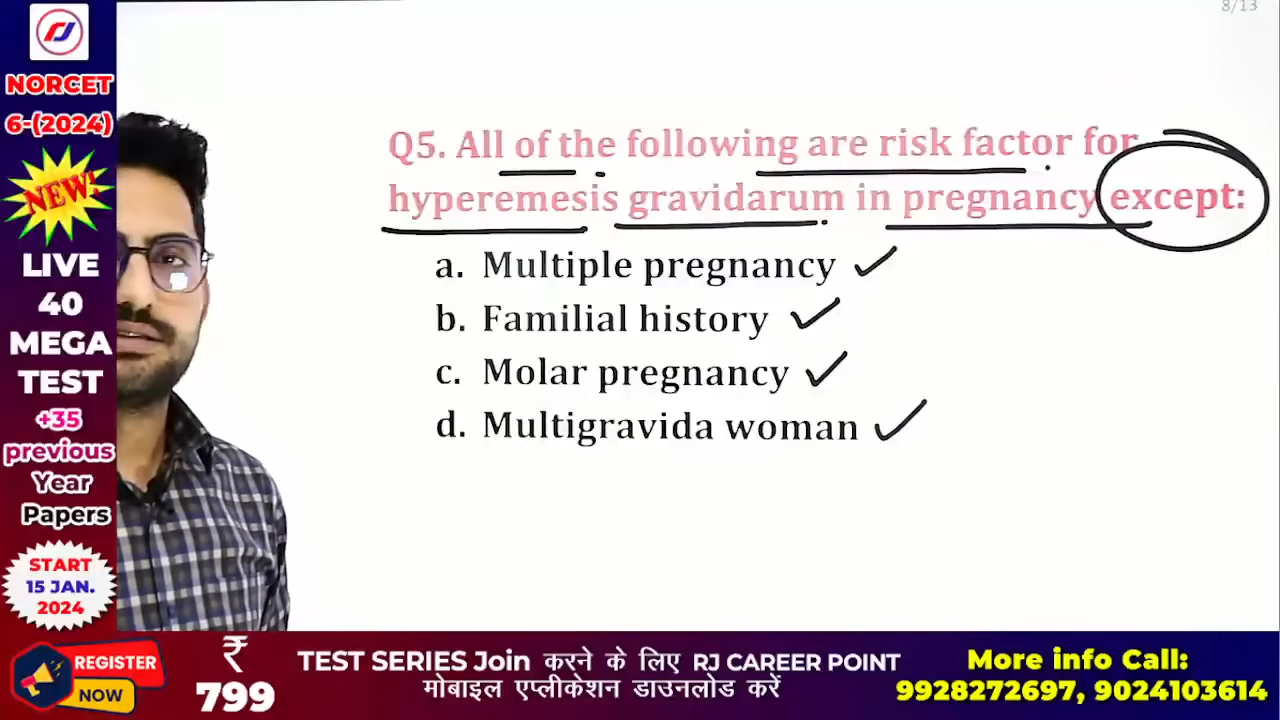 8/13
NORCET
6-(2024)
NEW!
LIVE
40
MEGA
TEST
+35
previous
Year
Papers
START
15 JAN.
2024
Q5. All of the following are risk factor for
hyperemesis gravidarum in pregnancy except:
a. Multiple pregnancy
b. Familial history
c. Molar pregnancy
d. Multigravida woman
REGISTER
NOW
₹
799
TEST SERIES Join करने के लिए RJ CAREER POINT
मोबाइल एप्लीकेशन डाउनलोड करें
More info Call:
9928272697, 9024103614